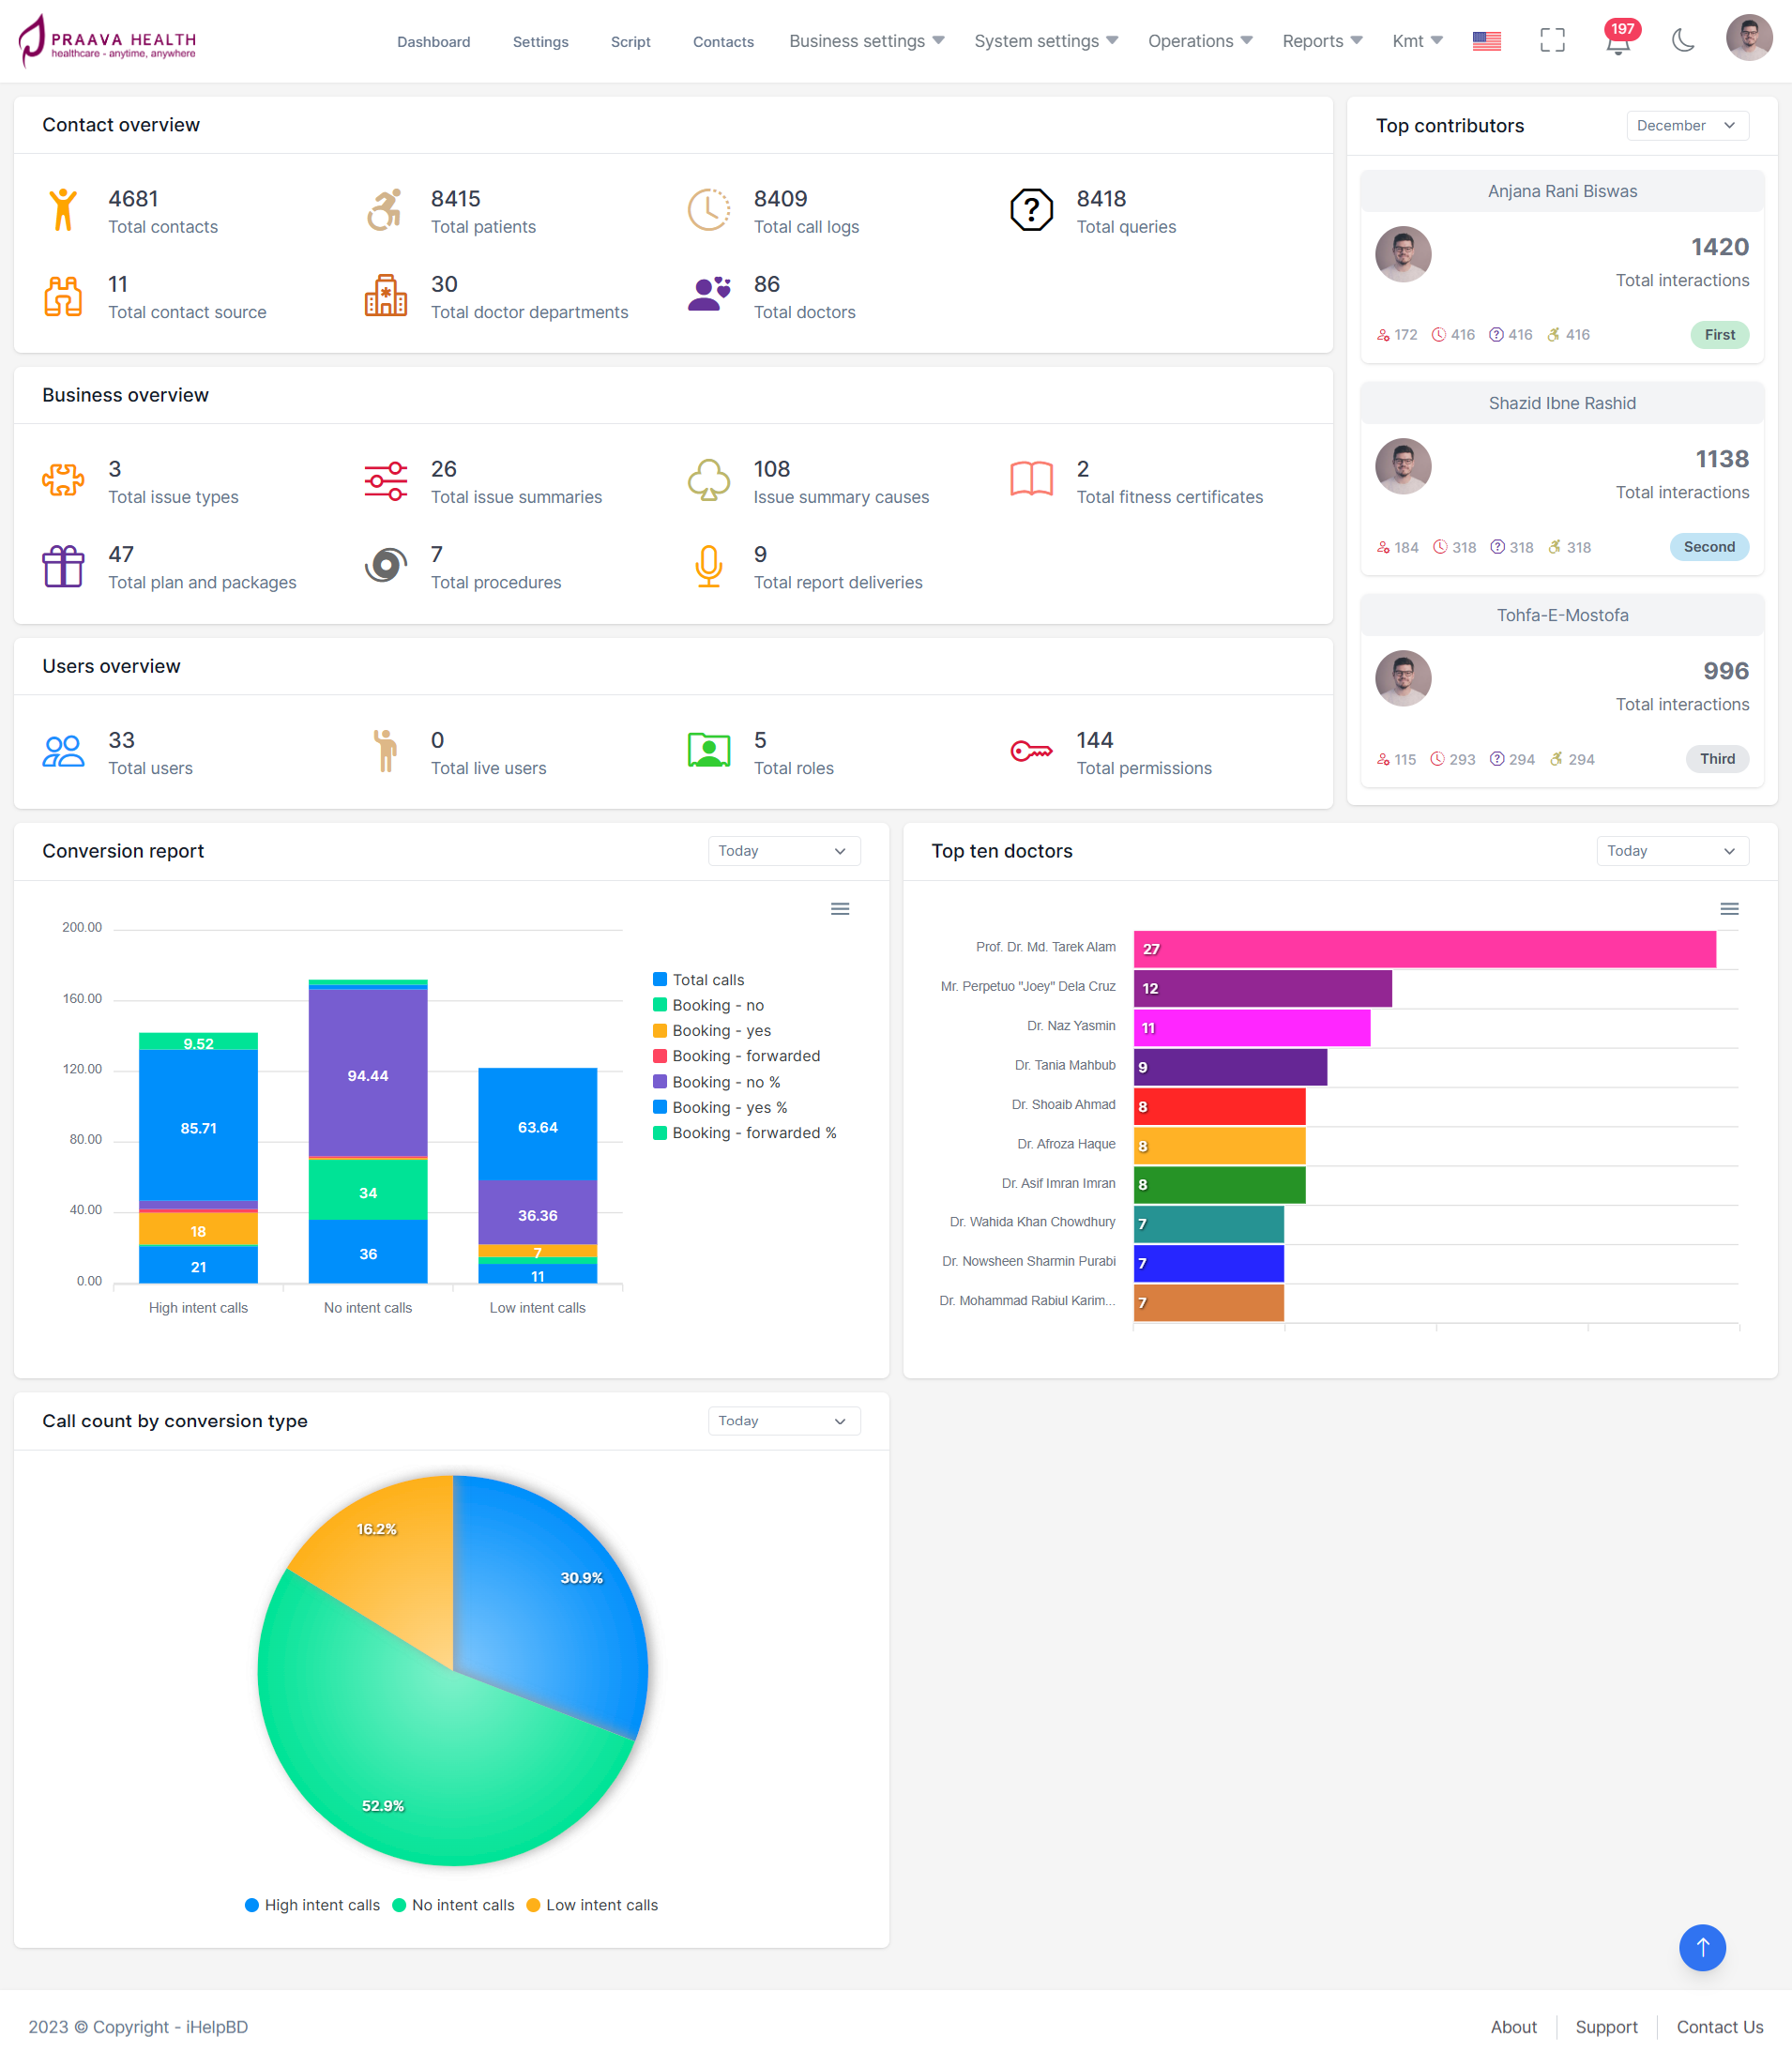 PRAAVA HEALTH
healthcare - anytime, anywhere
Dashboard
Settings
Script
Contacts
Business settings
System settings
Operations
Reports
Kmt
197
Contact overview
4681
Total contacts
8415
Total patients
8409
Total call logs
8418
Total queries
11
Total contact source
30
Total doctor departments
86
Total doctors
Business overview
3
Total issue types
26
Total issue summaries
108
Issue summary causes
2
Total fitness certificates
47
Total plan and packages
7
Total procedures
9
Total report deliveries
Users overview
33
Total users
0
Total live users
5
Total roles
144
Total permissions
Top contributors
December
Anjana Rani Biswas
1420
Total interactions
172 416 416 416
First
Shazid Ibne Rashid
1138
Total interactions
184 318 318 318
Second
Tohfa-E-Mostofa
996
Total interactions
115 293 294 294
Third
Conversion report
Today
200.00
160.00
120.00
80.00
40.00
0.00
9.52
85.71
18
21
94.44
34
36
63.64
36.36
7
11
High intent calls
No intent calls
Low intent calls
Total calls
Booking - no
Booking - yes
Booking - forwarded
Booking - no %
Booking - yes %
Booking - forwarded %
Top ten doctors
Today
Prof. Dr. Md. Tarek Alam 27
Mr. Perpetuo "Joey" Dela Cruz 12
Dr. Naz Yasmin 11
Dr. Tania Mahbub 9
Dr. Shoaib Ahmad 8
Dr. Afroza Haque 8
Dr. Asif Imran Imran 8
Dr. Wahida Khan Chowdhury 7
Dr. Nowsheen Sharmin Purabi 7
Dr. Mohammad Rabiul Karim... 7
Call count by conversion type
Today
16.2%
30.9%
52.9%
High intent calls
No intent calls
Low intent calls
2023 © Copyright - iHelpBD
About
Support
Contact Us